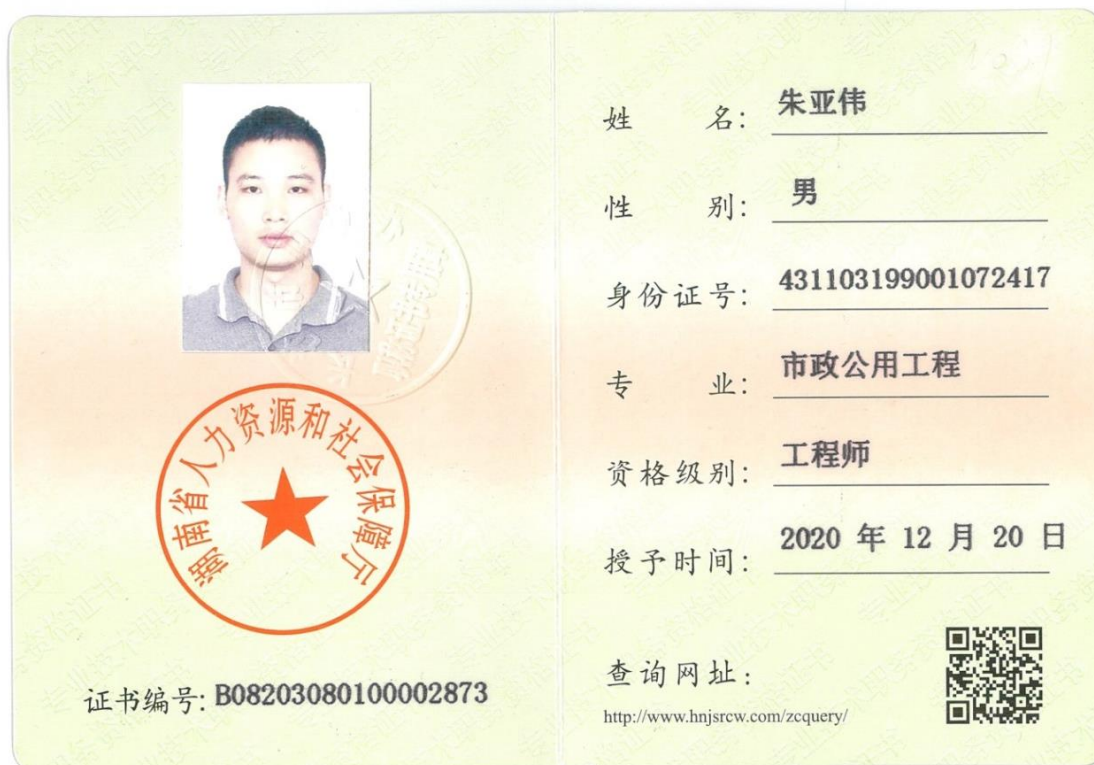 湖南省人力资源和社会保障厅
证书编号: B08203080100002873
姓 名: 朱亚伟
性 别: 男
身份证号: 431103199001072417
专 业: 市政公用工程
资格级别: 工程师
授予时间: 2020 年 12 月 20 日
查询网址:
http://www.hnjsrcw.com/zcquery/